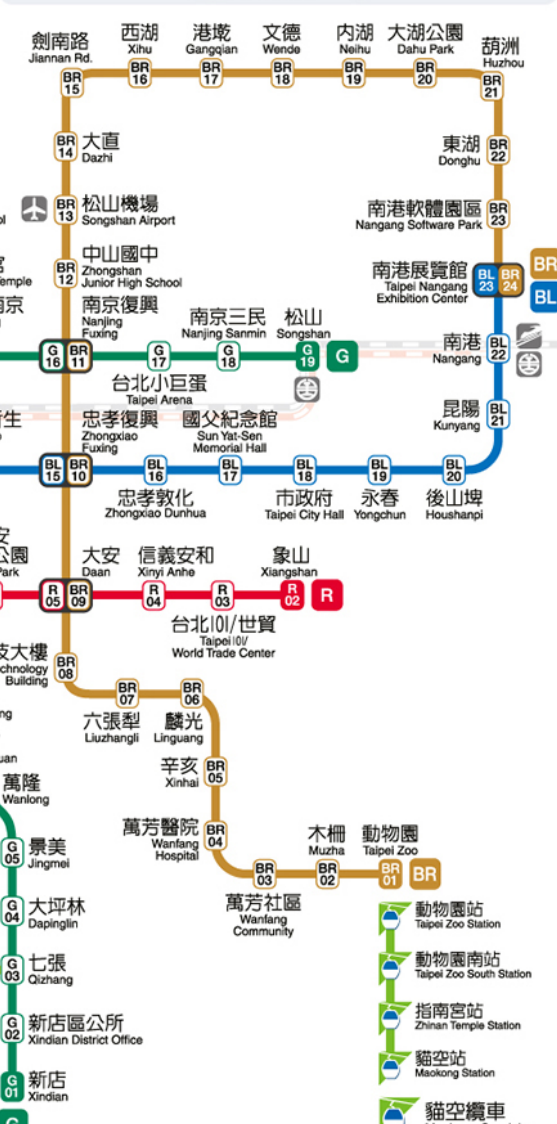 劍南路
Jiannan Rd.
BR
15
西湖
Xihu
BR
16
港墘
Gangqian
BR
17
文德
Wende
BR
18
內湖
Neihu
BR
19
大湖公園
Dahu Park
BR
20
葫洲
Huzhou
BR
21
BR
14
大直
Dazhi
東湖
Donghu
BR
22
BR
13
松山機場
Songshan Airport
南港軟體園區
Nangang Software Park
BR
23
BR
12
中山國中
Zhongshan
Junior High School
南港展覽館
Taipei Nangang
Exhibition Center
BL
23
BR
24
BR
BL
南京復興
Nanjing
Fuxing
G
16
BR
11
G
17
台北小巨蛋
Taipei Arena
南京三民
Nanjing Sanmin
G
18
松山
Songshan
G
19
G
南港
Nangang
BL
22
昆陽
Kunyang
BL
21
忠孝復興
Zhongxiao
Fuxing
BL
15
BR
10
BL
16
忠孝敦化
Zhongxiao Dunhua
國父紀念館
Sun Yat-Sen
Memorial Hall
BL
17
BL
18
市政府
Taipei City Hall
BL
19
永春
Yongchun
BL
20
後山埤
Houshanpi
公園
Park
大安
Daan
R
05
BR
09
信義安和
Xinyi Anhe
R
04
R
03
台北101/世貿
Taipei 101/
World Trade Center
象山
Xiangshan
R
02
R
大樓
Building
BR
08
BR
07
六張犁
Liuzhangli
BR
06
麟光
Linguang
辛亥
Xinhai
BR
05
萬芳醫院
Wanfang
Hospital
BR
04
BR
03
萬芳社區
Wanfang
Community
木柵
Muzha
BR
02
動物園
Taipei Zoo
BR
01
BR
萬隆
Wanlong
G
05
景美
Jingmei
G
04
大坪林
Dapinglin
G
03
七張
Qizhang
G
02
新店區公所
Xindian District Office
G
01
新店
Xindian
動物園站
Taipei Zoo Station
動物園南站
Taipei Zoo South Station
指南宮站
Zhinan Temple Station
貓空站
Maokong Station
貓空纜車